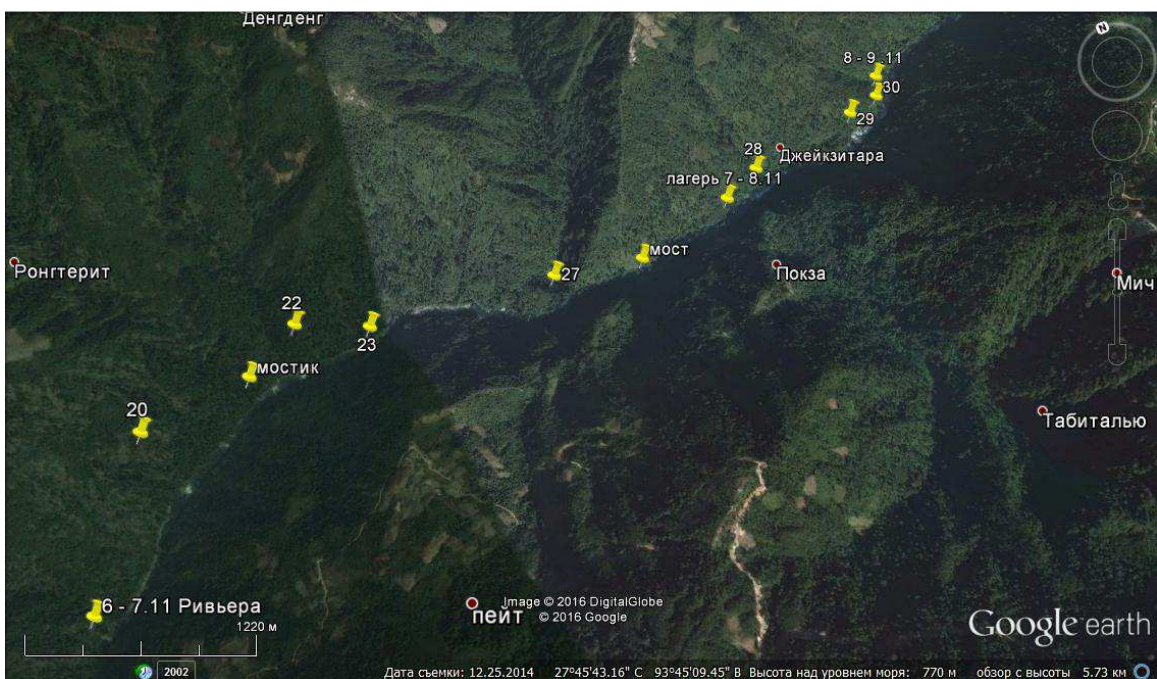 Денгденг
N
8 - 9 .11
30
29
28
Джейкзитара
лагерь 7 - 8.11
мост
27
Покза
Ронгтерит
Мич
22
23
мостик
20
Табиталью
6 - 7.11 Ривьера
1220 м
пейт
Image © 2016 DigitalGlobe
© 2016 Google
Google earth
2002
Дата съемки: 12.25.2014 27°45'43.16" С 93°45'09.45" В Высота над уровнем моря: 770 м обзор с высоты 5.73 км